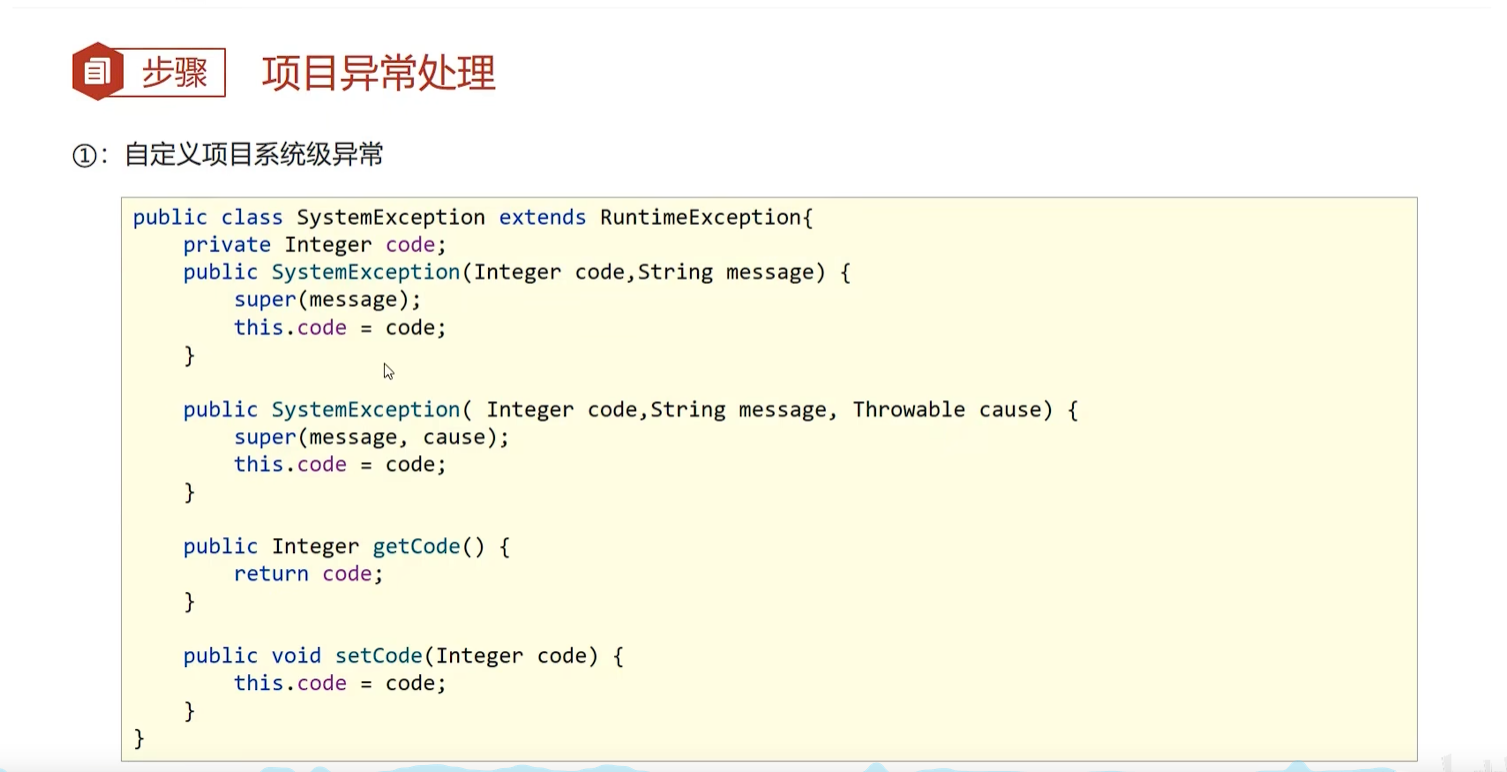 步骤 项目异常处理
①：自定义项目系统级异常
public class SystemException extends RuntimeException{
    private Integer code;
    public SystemException(Integer code,String message) {
        super(message);
        this.code = code;
    }
    public SystemException( Integer code,String message, Throwable cause) {
        super(message, cause);
        this.code = code;
    }
    public Integer getCode() {
        return code;
    }
    public void setCode(Integer code) {
        this.code = code;
    }
}